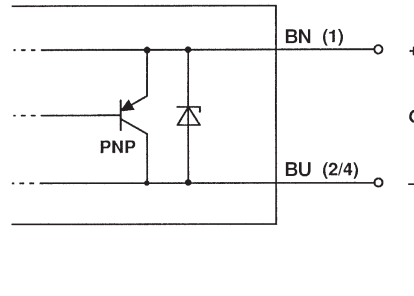 BN (1)
+
PNP
BU (2/4)
–